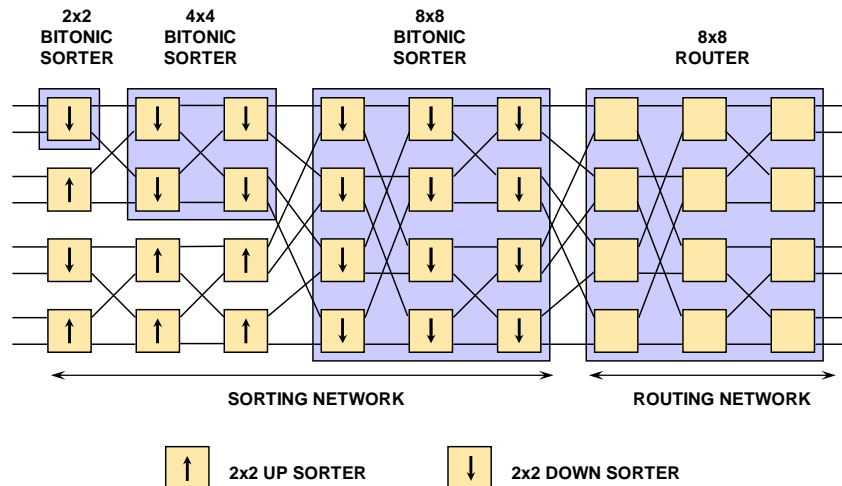 2x2
BITONIC
SORTER
4x4
BITONIC
SORTER
8x8
BITONIC
SORTER
8x8
ROUTER
SORTING NETWORK
ROUTING NETWORK
2x2 UP SORTER
2x2 DOWN SORTER